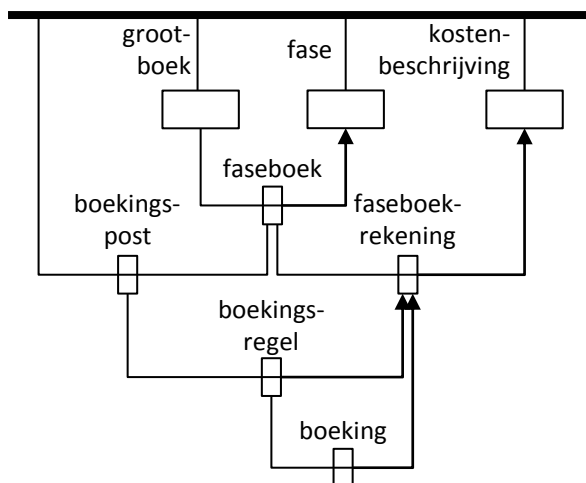 groot-
boek
fase
kosten-
beschrijving
faseboek
boekings-
post
faseboek-
rekening
boekings-
regel
boeking